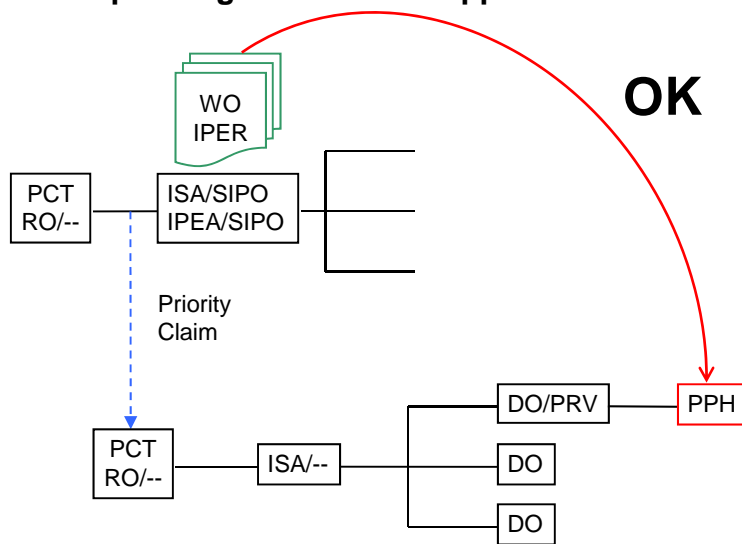 OK
WO
IPER
PCT
RO/--
ISA/SIPO
IPEA/SIPO
Priority
Claim
DO/PRV
PPH
PCT
RO/--
ISA/--
DO
DO